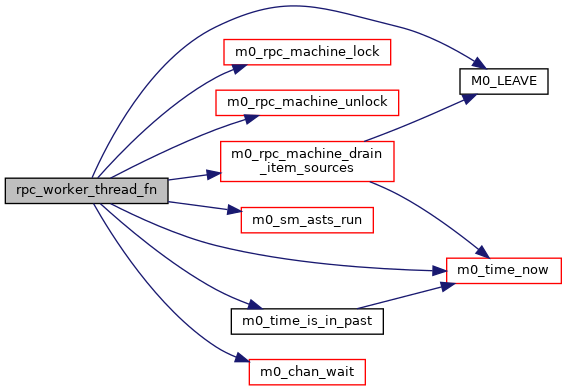 m0_rpc_machine_lock
M0_LEAVE
m0_rpc_machine_unlock
m0_rpc_machine_drain
_item_sources
rpc_worker_thread_fn
m0_sm_asts_run
m0_time_now
m0_time_is_in_past
m0_chan_wait